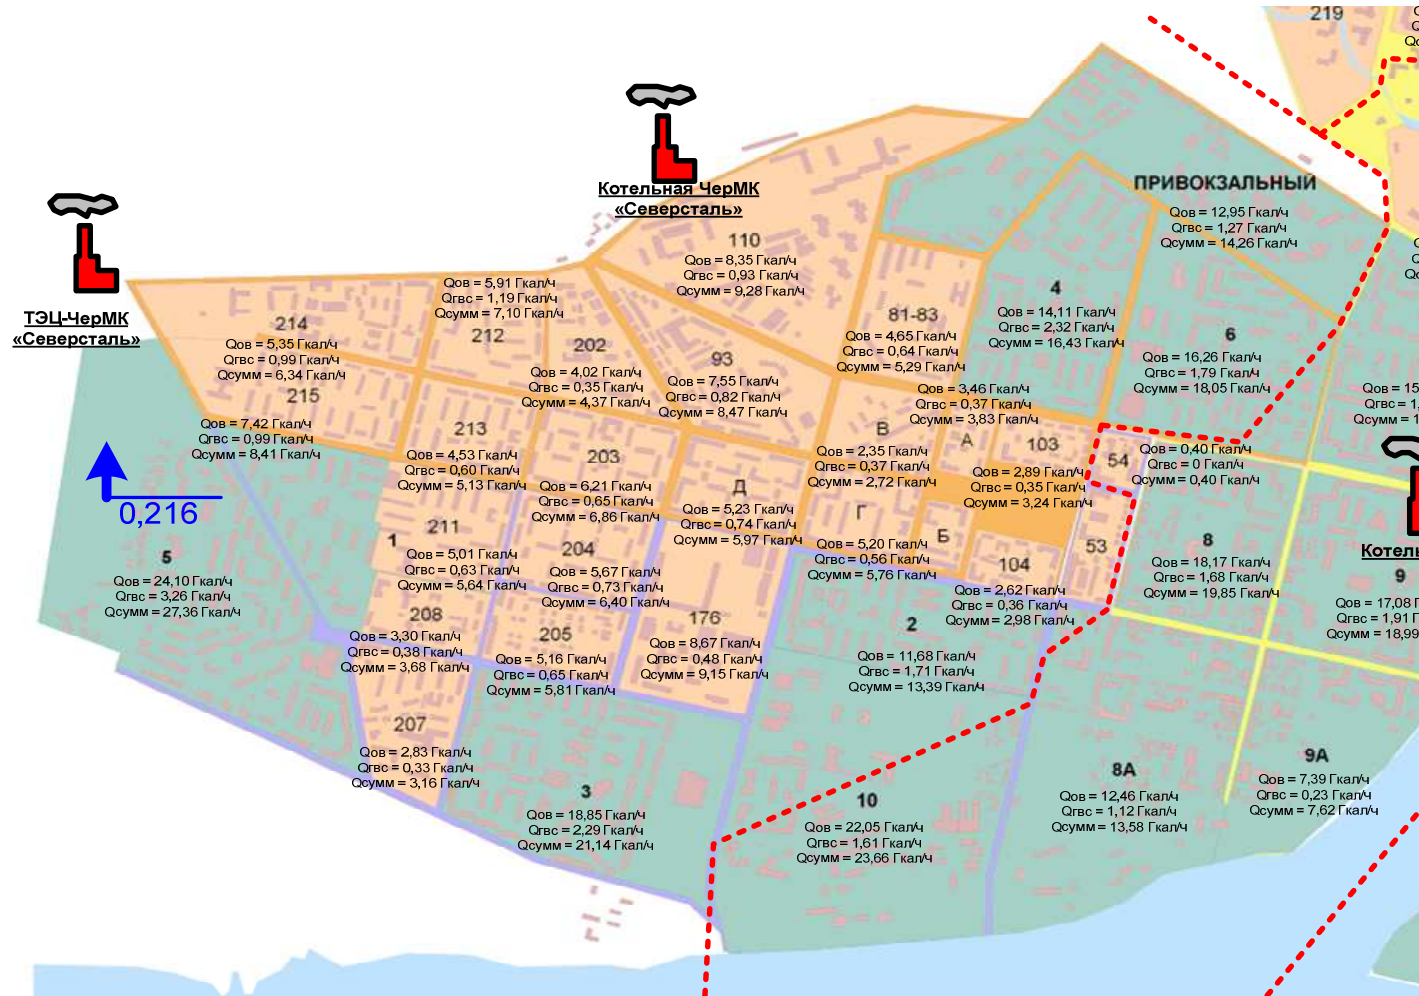 219
Q
Q
Qс
ПРИВОКЗАЛЬНЫЙ
Qов = 12,95 Гкал/ч
Qгвс = 1,27 Гкал/ч
Qсумм = 14,26 Гкал/ч
Котельная ЧерМК
«Северсталь»
ТЭЦ-ЧерМК
«Северсталь»
110
Qов = 8,35 Гкал/ч
Qгвс = 0,93 Гкал/ч
Qсумм = 9,28 Гкал/ч
Qов = 5,91 Гкал/ч
Qгвс = 1,19 Гкал/ч
Qсумм = 7,10 Гкал/ч
212
214
Qов = 5,35 Гкал/ч
Qгвс = 0,99 Гкал/ч
Qсумм = 6,34 Гкал/ч
215
Qов = 7,42 Гкал/ч
Qгвс = 0,99 Гкал/ч
Qсумм = 8,41 Гкал/ч
202
Qов = 4,02 Гкал/ч
Qгвс = 0,35 Гкал/ч
Qсумм = 4,37 Гкал/ч
93
Qов = 7,55 Гкал/ч
Qгвс = 0,82 Гкал/ч
Qсумм = 8,47 Гкал/ч
81-83
Qов = 4,65 Гкал/ч
Qгвс = 0,64 Гкал/ч
Qсумм = 5,29 Гкал/ч
4
Qов = 14,11 Гкал/ч
Qгвс = 2,32 Гкал/ч
Qсумм = 16,43 Гкал/ч
6
Qов = 16,26 Гкал/ч
Qгвс = 1,79 Гкал/ч
Qсумм = 18,05 Гкал/ч
Qов = 15
Qгвс = 1,
Qсумм = 1
Qов = 3,46 Гкал/ч
Qгвс = 0,37 Гкал/ч
Qсумм = 3,83 Гкал/ч
А
103
Qов = 2,89 Гкал/ч
Qгвс = 0,35 Гкал/ч
Qсумм = 3,24 Гкал/ч
54
Qов = 0,40 Гкал/ч
Qгвс = 0 Гкал/ч
Qсумм = 0,40 Гкал/ч
В
Qов = 2,35 Гкал/ч
Qгвс = 0,37 Гкал/ч
Qсумм = 2,72 Гкал/ч
213
Qов = 4,53 Гкал/ч
Qгвс = 0,60 Гкал/ч
Qсумм = 5,13 Гкал/ч
203
Qов = 6,21 Гкал/ч
Qгвс = 0,65 Гкал/ч
Qсумм = 6,86 Гкал/ч
Д
Qов = 5,23 Гкал/ч
Qгвс = 0,74 Гкал/ч
Qсумм = 5,97 Гкал/ч
Г
Б
Qов = 5,20 Гкал/ч
Qгвс = 0,56 Гкал/ч
Qсумм = 5,76 Гкал/ч
104
Qов = 2,62 Гкал/ч
Qгвс = 0,36 Гкал/ч
Qсумм = 2,98 Гкал/ч
53
8
Qов = 18,17 Гкал/ч
Qгвс = 1,68 Гкал/ч
Qсумм = 19,85 Гкал/ч
Котель
9
Qов = 17,08 Г
Qгвс = 1,91 Г
Qсумм = 18,99
0,216
5
Qов = 24,10 Гкал/ч
Qгвс = 3,26 Гкал/ч
Qсумм = 27,36 Гкал/ч
1
211
Qов = 5,01 Гкал/ч
Qгвс = 0,63 Гкал/ч
Qсумм = 5,64 Гкал/ч
204
Qов = 5,67 Гкал/ч
Qгвс = 0,73 Гкал/ч
Qсумм = 6,40 Гкал/ч
208
Qов = 3,30 Гкал/ч
Qгвс = 0,38 Гкал/ч
Qсумм = 3,68 Гкал/ч
205
Qов = 5,16 Гкал/ч
Qгвс = 0,65 Гкал/ч
Qсумм = 5,81 Гкал/ч
176
Qов = 8,67 Гкал/ч
Qгвс = 0,48 Гкал/ч
Qсумм = 9,15 Гкал/ч
2
Qов = 11,68 Гкал/ч
Qгвс = 1,71 Гкал/ч
Qсумм = 13,39 Гкал/ч
207
Qов = 2,83 Гкал/ч
Qгвс = 0,33 Гкал/ч
Qсумм = 3,16 Гкал/ч
3
Qов = 18,85 Гкал/ч
Qгвс = 2,29 Гкал/ч
Qсумм = 21,14 Гкал/ч
10
Qов = 22,05 Гкал/ч
Qгвс = 1,61 Гкал/ч
Qсумм = 23,66 Гкал/ч
8А
Qов = 12,46 Гкал/ч
Qгвс = 1,12 Гкал/ч
Qсумм = 13,58 Гкал/ч
9А
Qов = 7,39 Гкал/ч
Qгвс = 0,23 Гкал/ч
Qсумм = 7,62 Гкал/ч